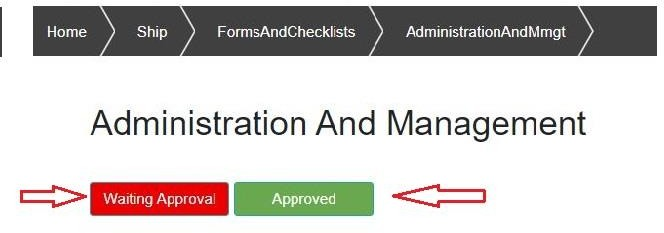 Home Ship FormsAndChecklists AdministrationAndMmgt
Administration And Management
Waiting Approval Approved